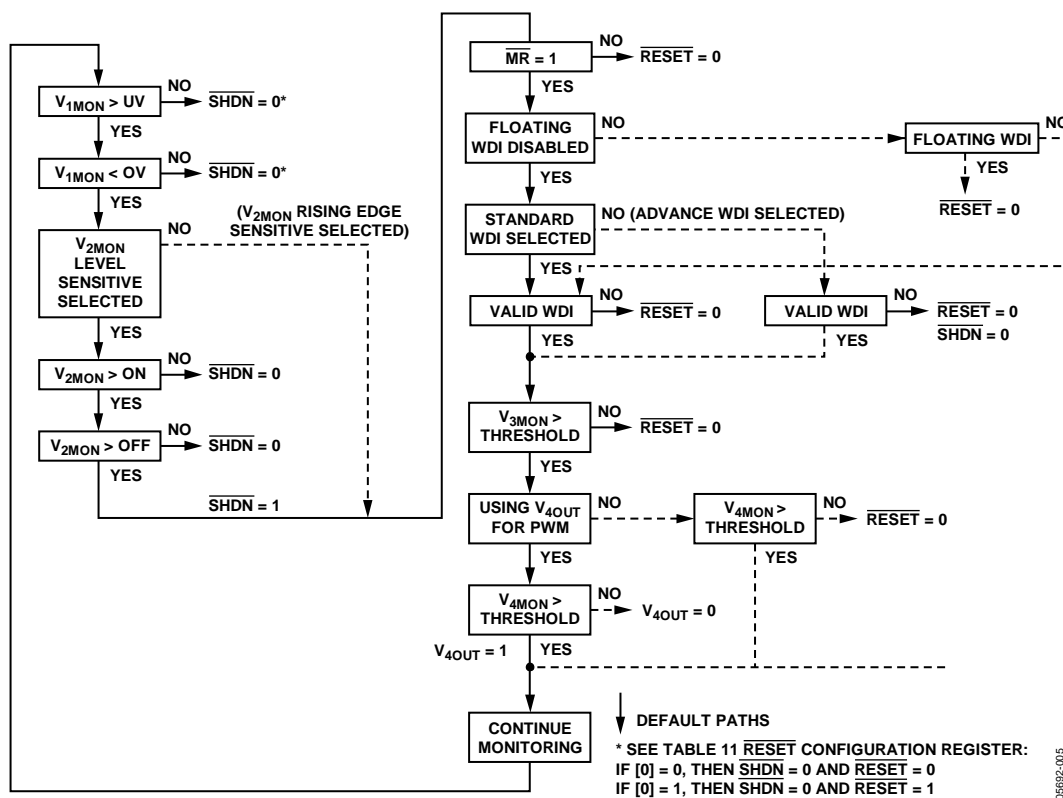 V1MON > UV
NO
SHDN = 0*
YES
V1MON < OV
NO
SHDN = 0*
YES
V2MON
LEVEL
SENSITIVE
SELECTED
NO
(V2MON RISING EDGE
SENSITIVE SELECTED)
YES
V2MON > ON
NO
SHDN = 0
YES
V2MON > OFF
NO
SHDN = 0
YES
SHDN = 1
MR = 1
NO
RESET = 0
YES
FLOATING
WDI DISABLED
NO
FLOATING WDI
NO
YES
RESET = 0
YES
STANDARD
WDI SELECTED
NO (ADVANCE WDI SELECTED)
YES
VALID WDI
NO
RESET = 0
YES
VALID WDI
NO
RESET = 0
SHDN = 0
YES
V3MON >
THRESHOLD
NO
RESET = 0
YES
USING V4OUT
FOR PWM
NO
V4MON >
THRESHOLD
NO
RESET = 0
YES
YES
V4MON >
THRESHOLD
NO
V4OUT = 0
V4OUT = 1
YES
CONTINUE
MONITORING
DEFAULT PATHS
* SEE TABLE 11 RESET CONFIGURATION REGISTER:
IF [0] = 0, THEN SHDN = 0 AND RESET = 0
IF [0] = 1, THEN SHDN = 0 AND RESET = 1
05692-005